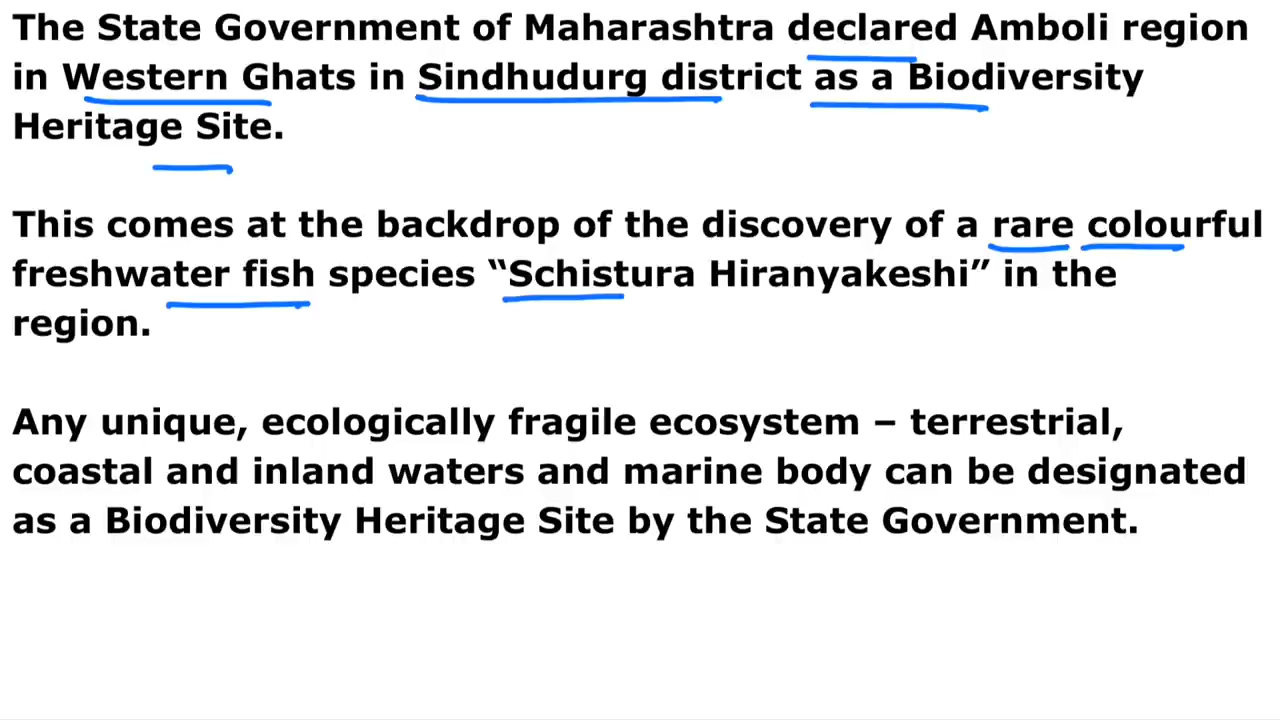 The State Government of Maharashtra declared Amboli region
in Western Ghats in Sindhudurg district as a Biodiversity
Heritage Site.
This comes at the backdrop of the discovery of a rare colourful
freshwater fish species “Schistura Hiranyakeshi” in the
region.
Any unique, ecologically fragile ecosystem – terrestrial,
coastal and inland waters and marine body can be designated
as a Biodiversity Heritage Site by the State Government.